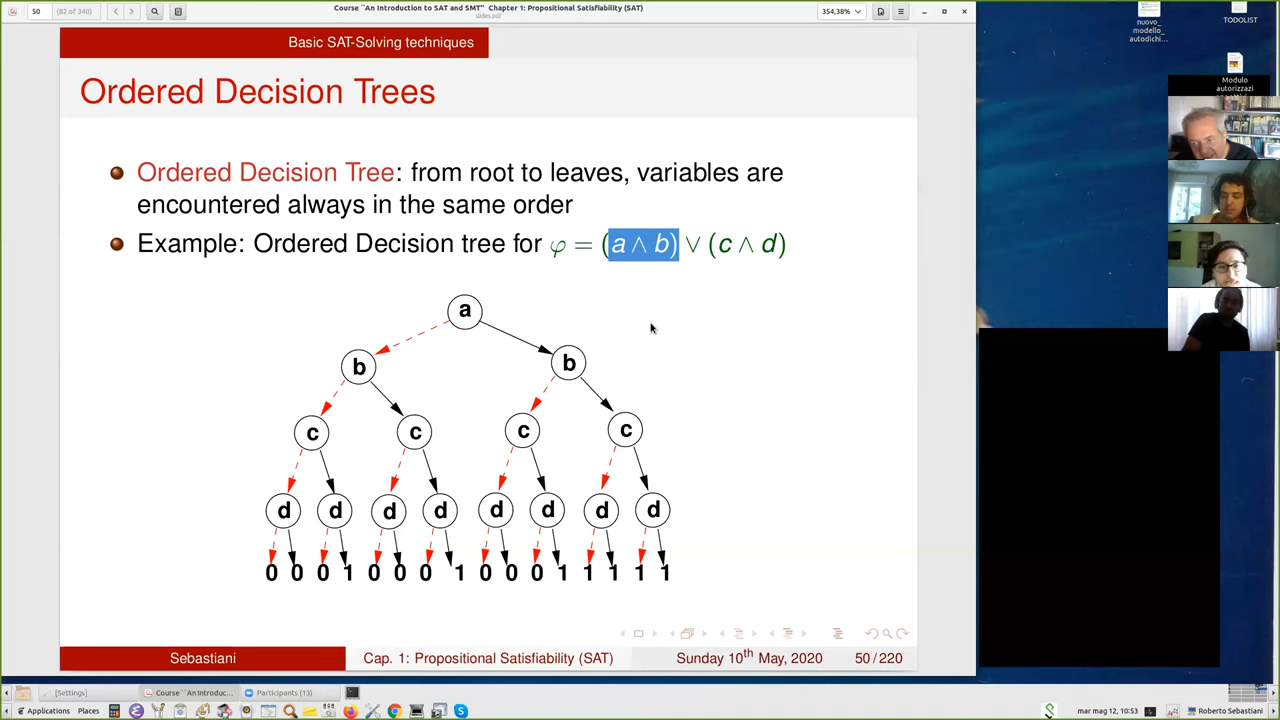 50
(82 of 340)
Course ``An Introduction to SAT and SMT'' Chapter 1: Propositional Satisfiability (SAT)
slides.pdf
354,38%
Basic SAT-Solving techniques
Ordered Decision Trees
Ordered Decision Tree: from root to leaves, variables are
encountered always in the same order
Example: Ordered Decision tree for φ = (a ∧ b) ∨ (c ∧ d)
a
b b
c c c c
d d d d d d d d
0 0 0 1 0 0 0 1 0 0 0 1 1 1 1 1
Sebastiani
Cap. 1: Propositional Satisfiability (SAT)
Sunday 10th May, 2020
50 / 220
nuovo_
modello_
autodichi...
TODOLIST
Modulo
autorizzazi
[Settings]
Course ``An Introduc...
Participants (13)
Applications Places
mar mag 12, 10:53
Roberto Sebastiani